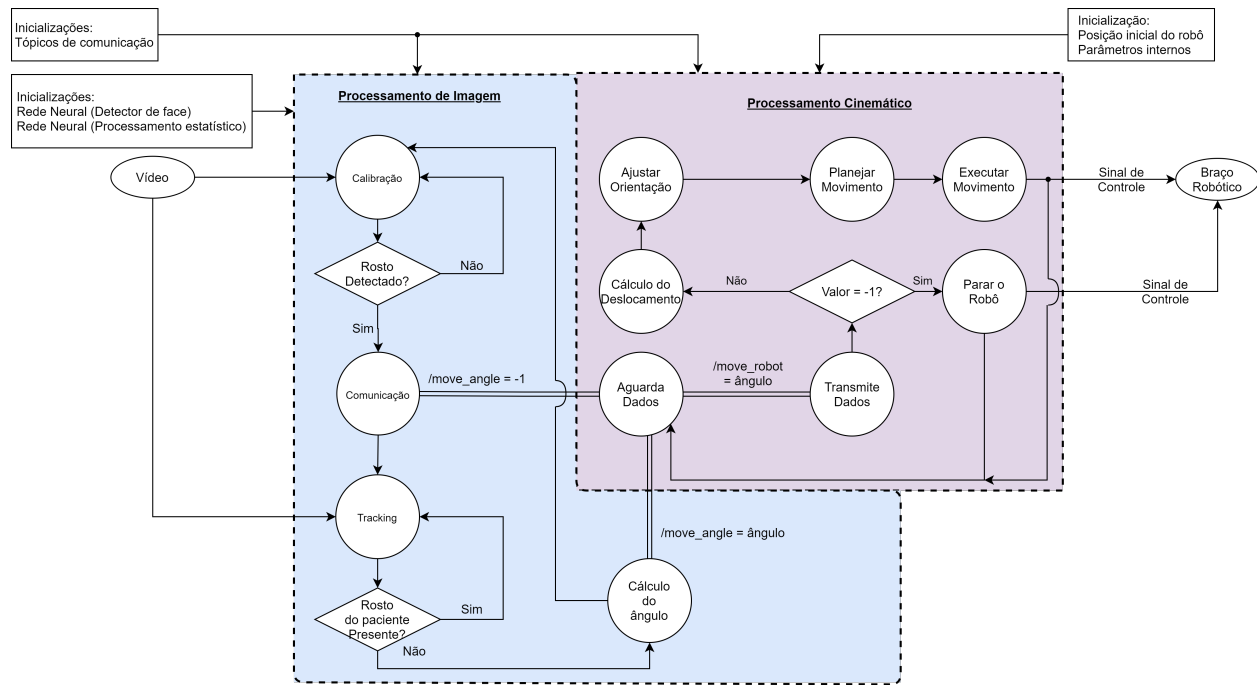 Inicializações:
Tópicos de comunicação
Inicialização:
Posição inicial do robô
Parâmetros internos
Inicializações:
Rede Neural (Detector de face)
Rede Neural (Processamento estatístico)
Processamento de Imagem
Processamento Cinemático
Vídeo
Calibração
Ajustar
Orientação
Planejar
Movimento
Executar
Movimento
Sinal de
Controle
Braço
Robótico
Rosto
Detectado?
Não
Sim
Cálculo do
Deslocamento
Não
Valor = -1?
Sim
Parar o
Robô
Sinal de
Controle
Comunicação
/move_angle = -1
Aguarda
Dados
/move_robot
= ângulo
Transmite
Dados
Tracking
/move_angle = ângulo
Rosto
do paciente
Presente?
Sim
Não
Cálculo
do
ângulo